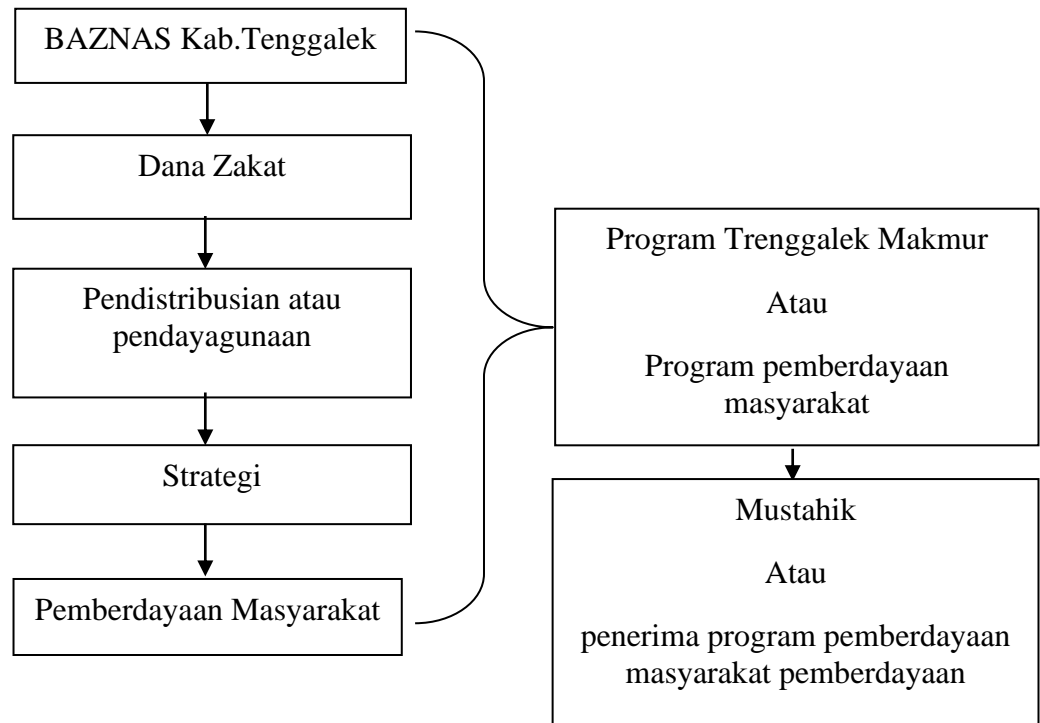 BAZNAS Kab.Tenggalek
Dana Zakat
Pendistribusian atau
pendayagunaan
Strategi
Pemberdayaan Masyarakat
Program Trenggalek Makmur
Atau
Program pemberdayaan
masyarakat
Mustahik
Atau
penerima program pemberdayaan
masyarakat pemberdayaan